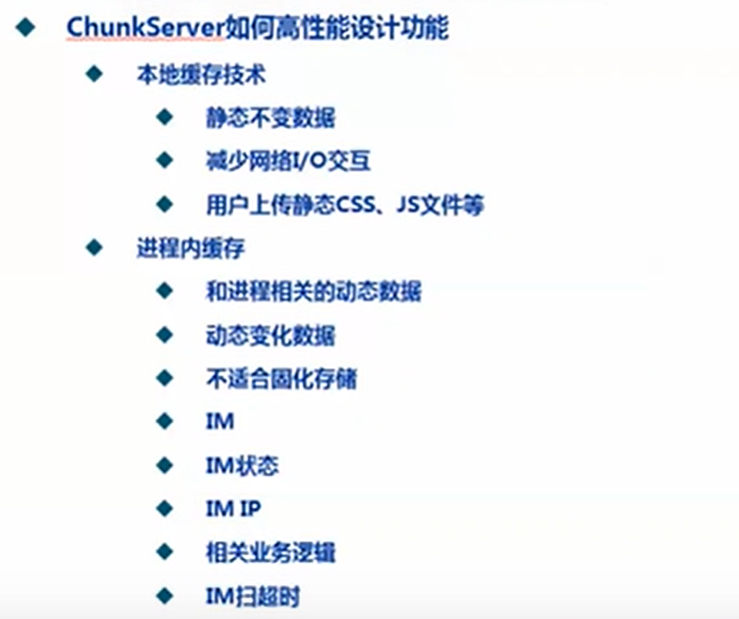 ChunkServer如何高性能设计功能
本地缓存技术
静态不变数据
减少网络I/O交互
用户上传静态CSS、JS文件等
进程内缓存
和进程相关的动态数据
动态变化数据
不适合固化存储
IM
IM状态
IM IP
相关业务逻辑
IM扫超时